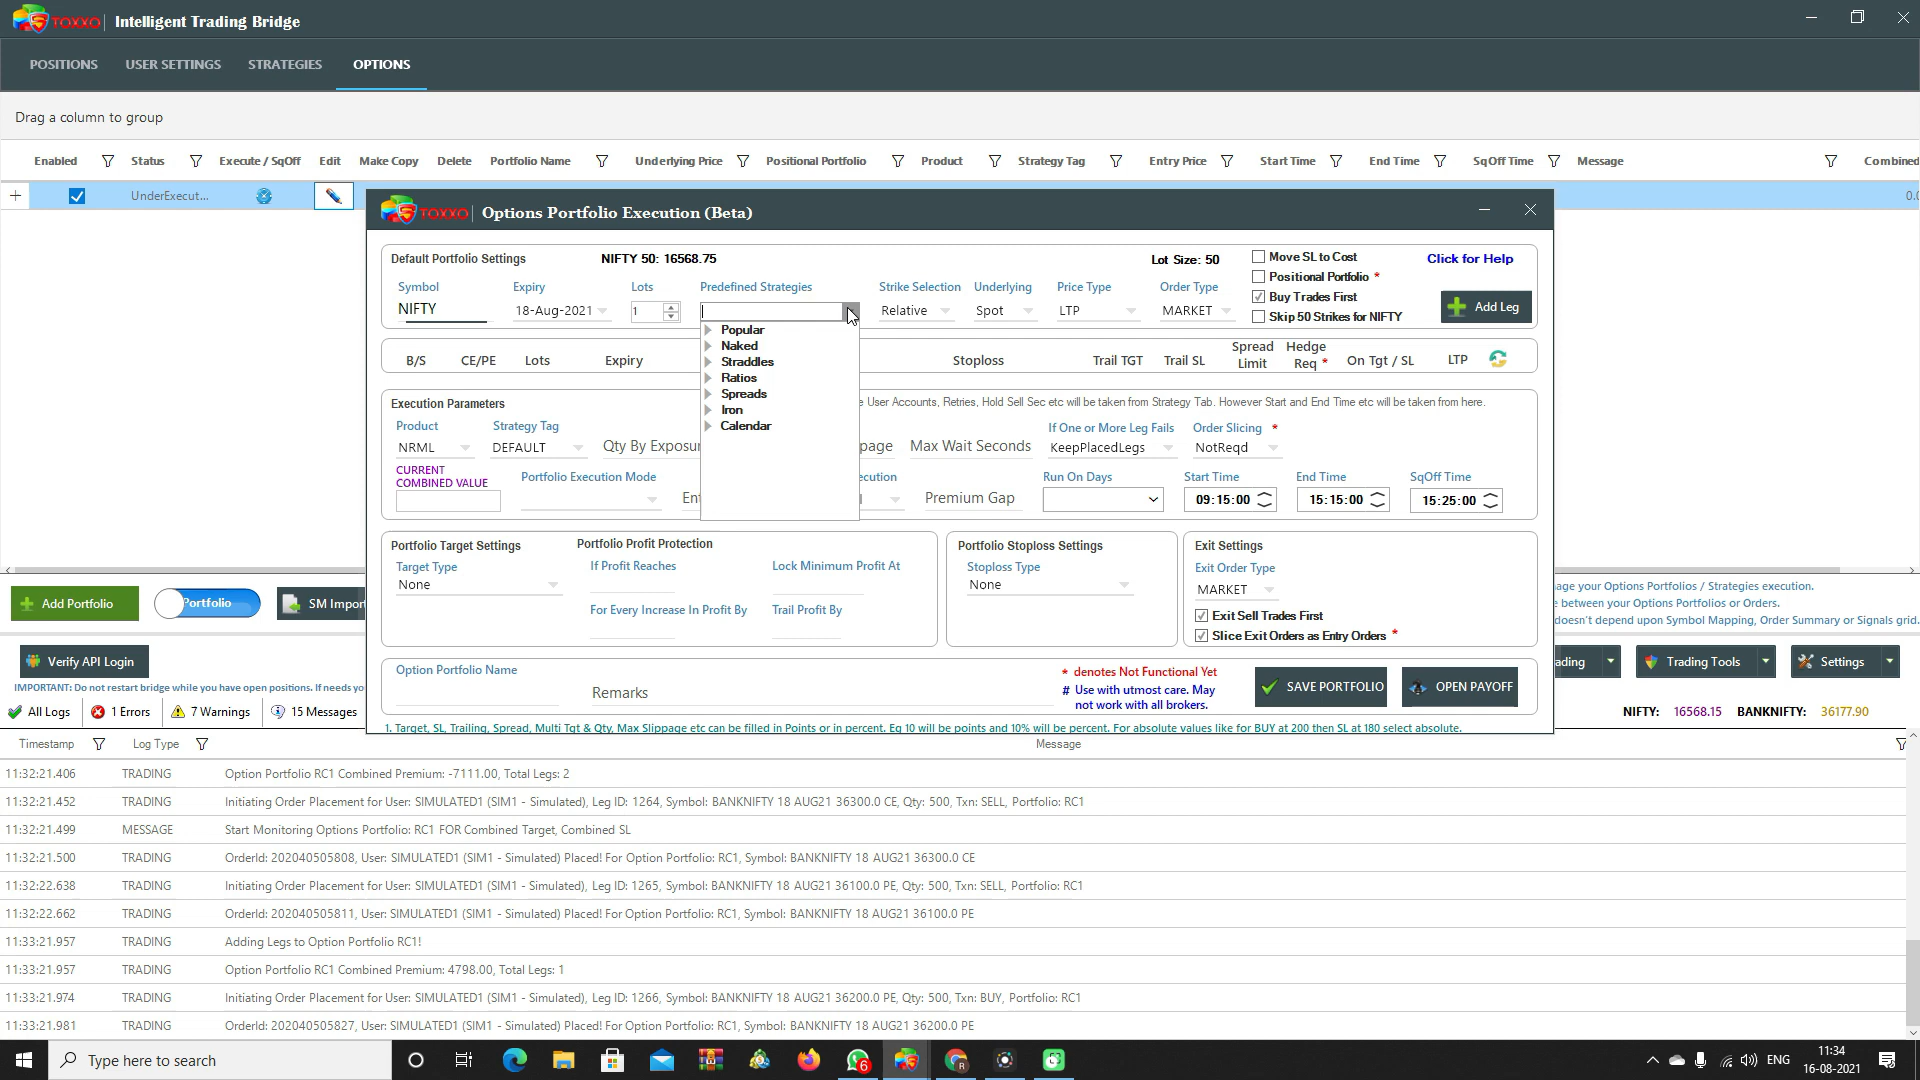 TOXXO | Intelligent Trading Bridge
POSITIONS USER SETTINGS STRATEGIES OPTIONS
Drag a column to group
Enabled Status Execute / SqOff Edit Make Copy Delete Portfolio Name Underlying Price Positional Portfolio Product Strategy Tag Entry Price Start Time End Time SqOff Time Message Combined
UnderExecut... 0.0
TOXXO | Options Portfolio Execution (Beta)
Default Portfolio Settings NIFTY 50: 16568.75 Lot Size: 50 Move SL to Cost Click for Help
Positional Portfolio *
Symbol Expiry Lots Predefined Strategies Strike Selection Underlying Price Type Order Type Buy Trades First
NIFTY 18-Aug-2021 1 Relative Spot LTP MARKET Skip 50 Strikes for NIFTY Add Leg
Popular
Naked
Straddles
Ratios
Spreads
Iron
Calendar
B/S CE/PE Lots Expiry Stoploss Trail TGT Trail SL Spread Limit Hedge Req * On Tgt / SL LTP
Execution Parameters e User Accounts, Retries, Hold Sell Sec etc will be taken from Strategy Tab. However Start and End Time etc will be taken from here.
Product Strategy Tag If One or More Leg Fails Order Slicing *
NRML DEFAULT Qty By Exposu page Max Wait Seconds KeepPlacedLegs NotReqd
CURRENT
COMBINED VALUE Portfolio Execution Mode ecution Run On Days Start Time End Time SqOff Time
Ent Premium Gap 09:15:00 15:15:00 15:25:00
Portfolio Target Settings Portfolio Profit Protection Portfolio Stoploss Settings Exit Settings
Target Type If Profit Reaches Lock Minimum Profit At Stoploss Type Exit Order Type
None None MARKET
For Every Increase In Profit By Trail Profit By Exit Sell Trades First
Slice Exit Orders as Entry Orders *
Option Portfolio Name * denotes Not Functional Yet
Remarks # Use with utmost care. May
not work with all brokers. SAVE PORTFOLIO OPEN PAYOFF
1. Target, SL, Trailing, Spread, Multi Tgt & Qty, Max Slippage etc can be filled in Points or in percent. Eg 10 will be points and 10% will be percent. For absolute values like for BUY at 200 then SL at 180 select absolute.
Add Portfolio Portfolio SM Impor
age your Options Portfolios / Strategies execution.
e between your Options Portfolios or Orders.
doesn't depend upon Symbol Mapping, Order Summary or Signals grid.
Verify API Login ading Trading Tools Settings
IMPORTANT: Do not restart bridge while you have open positions. If needs yo
All Logs 1 Errors 7 Warnings 15 Messages NIFTY: 16568.15 BANKNIFTY: 36177.90
Timestamp Log Type Message
11:32:21.406 TRADING Option Portfolio RC1 Combined Premium: -7111.00, Total Legs: 2
11:32:21.452 TRADING Initiating Order Placement for User: SIMULATED1 (SIM1 - Simulated), Leg ID: 1264, Symbol: BANKNIFTY 18 AUG21 36300.0 CE, Qty: 500, Txn: SELL, Portfolio: RC1
11:32:21.499 MESSAGE Start Monitoring Options Portfolio: RC1 FOR Combined Target, Combined SL
11:32:21.500 TRADING OrderId: 202040505808, User: SIMULATED1 (SIM1 - Simulated) Placed! For Option Portfolio: RC1, Symbol: BANKNIFTY 18 AUG21 36300.0 CE
11:32:22.638 TRADING Initiating Order Placement for User: SIMULATED1 (SIM1 - Simulated), Leg ID: 1265, Symbol: BANKNIFTY 18 AUG21 36100.0 PE, Qty: 500, Txn: SELL, Portfolio: RC1
11:32:22.662 TRADING OrderId: 202040505811, User: SIMULATED1 (SIM1 - Simulated) Placed! For Option Portfolio: RC1, Symbol: BANKNIFTY 18 AUG21 36100.0 PE
11:33:21.957 TRADING Adding Legs to Option Portfolio RC1!
11:33:21.957 TRADING Option Portfolio RC1 Combined Premium: 4798.00, Total Legs: 1
11:33:21.974 TRADING Initiating Order Placement for User: SIMULATED1 (SIM1 - Simulated), Leg ID: 1266, Symbol: BANKNIFTY 18 AUG21 36200.0 PE, Qty: 500, Txn: BUY, Portfolio: RC1
11:33:21.981 TRADING OrderId: 202040505827, User: SIMULATED1 (SIM1 - Simulated) Placed! For Option Portfolio: RC1, Symbol: BANKNIFTY 18 AUG21 36200.0 PE
Type here to search 6 R ENG 11:34
16-08-2021